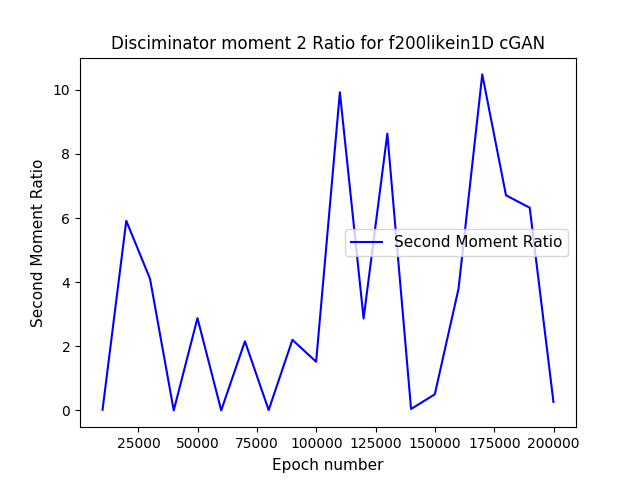 Disciminator moment 2 Ratio for f200likein1D cGAN
10
8
6
4
2
0
Second Moment Ratio
Second Moment Ratio
25000 50000 75000 100000 125000 150000 175000 200000
Epoch number